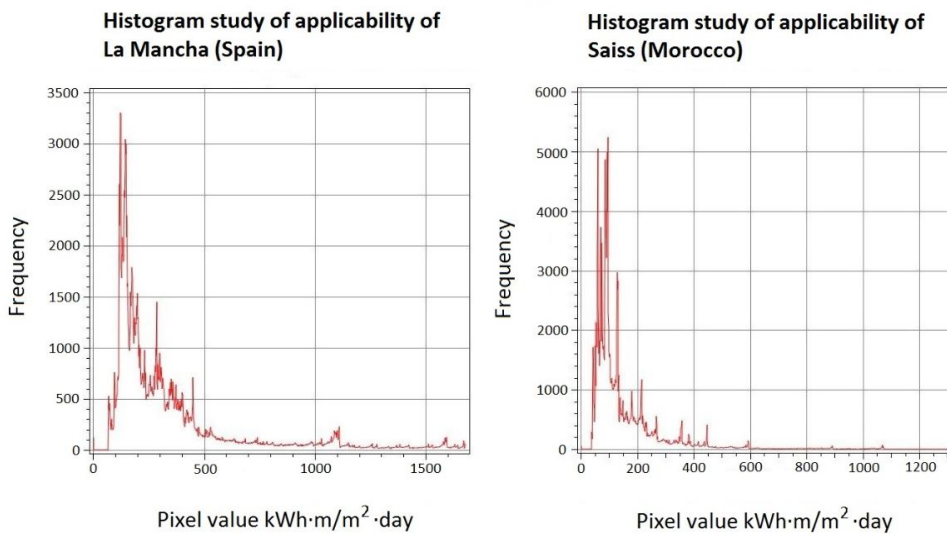 Histogram study of applicability of
La Mancha (Spain)
3500
3000
2500
2000
1500
1000
500
0
Frequency
0 500 1000 1500
Pixel value kWh·m/m²·day
Histogram study of applicability of
Saiss (Morocco)
6000
5000
4000
3000
2000
1000
0
Frequency
0 200 400 600 800 1000 1200
Pixel value kWh·m/m²·day